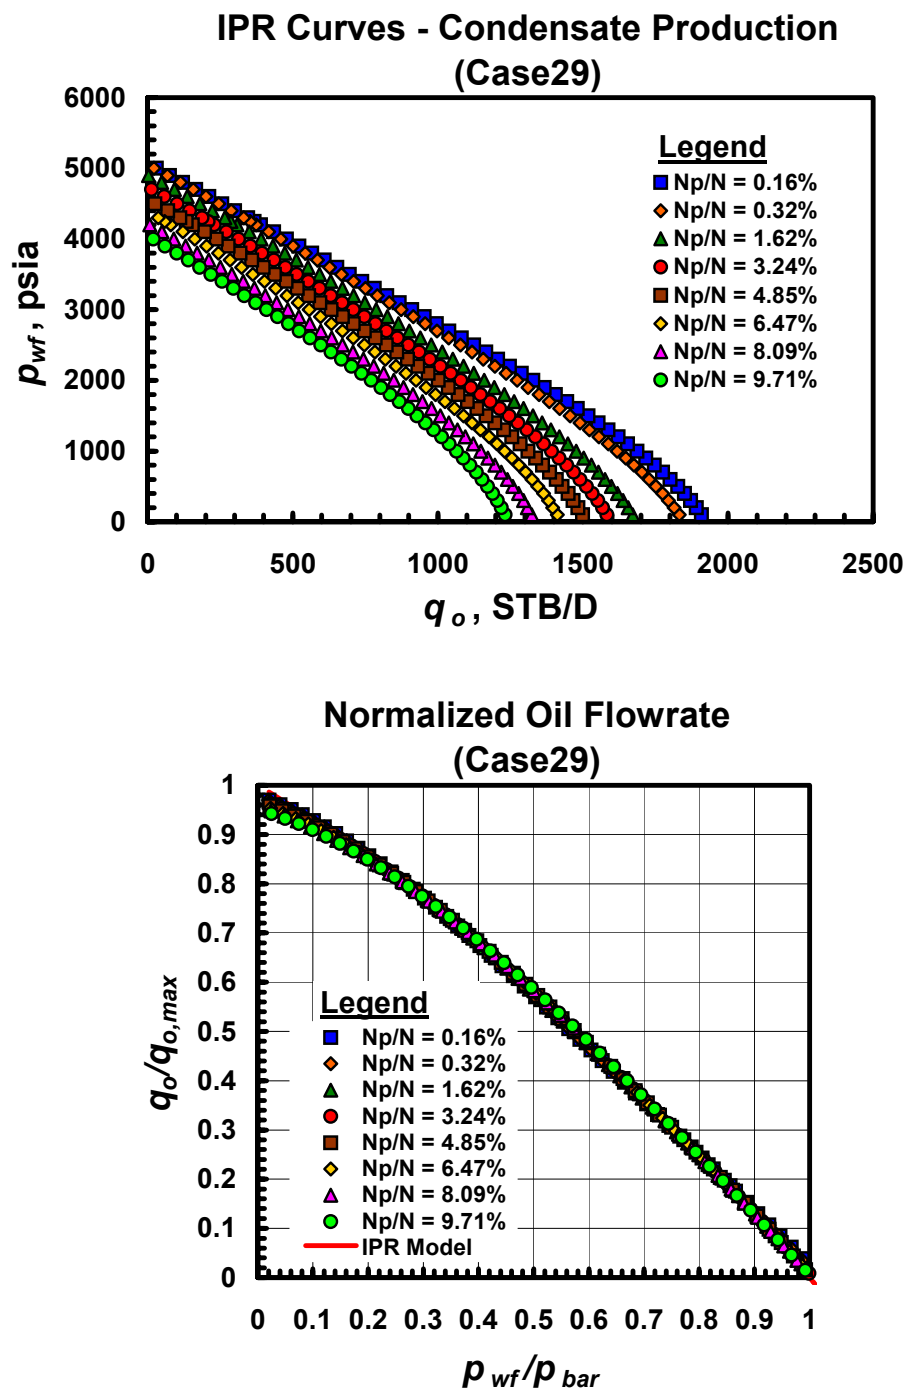 IPR Curves - Condensate Production
(Case29)
6000
5000
4000
3000
2000
1000
0
p wf , psia
Legend
Np/N = 0.16%
Np/N = 0.32%
Np/N = 1.62%
Np/N = 3.24%
Np/N = 4.85%
Np/N = 6.47%
Np/N = 8.09%
Np/N = 9.71%
0 500 1000 1500 2000 2500
q o , STB/D
Normalized Oil Flowrate
(Case29)
1
0.9
0.8
0.7
0.6
0.5
0.4
0.3
0.2
0.1
0
qo/qo,max
Legend
Np/N = 0.16%
Np/N = 0.32%
Np/N = 1.62%
Np/N = 3.24%
Np/N = 4.85%
Np/N = 6.47%
Np/N = 8.09%
Np/N = 9.71%
IPR Model
0 0.1 0.2 0.3 0.4 0.5 0.6 0.7 0.8 0.9 1
p wf /p bar